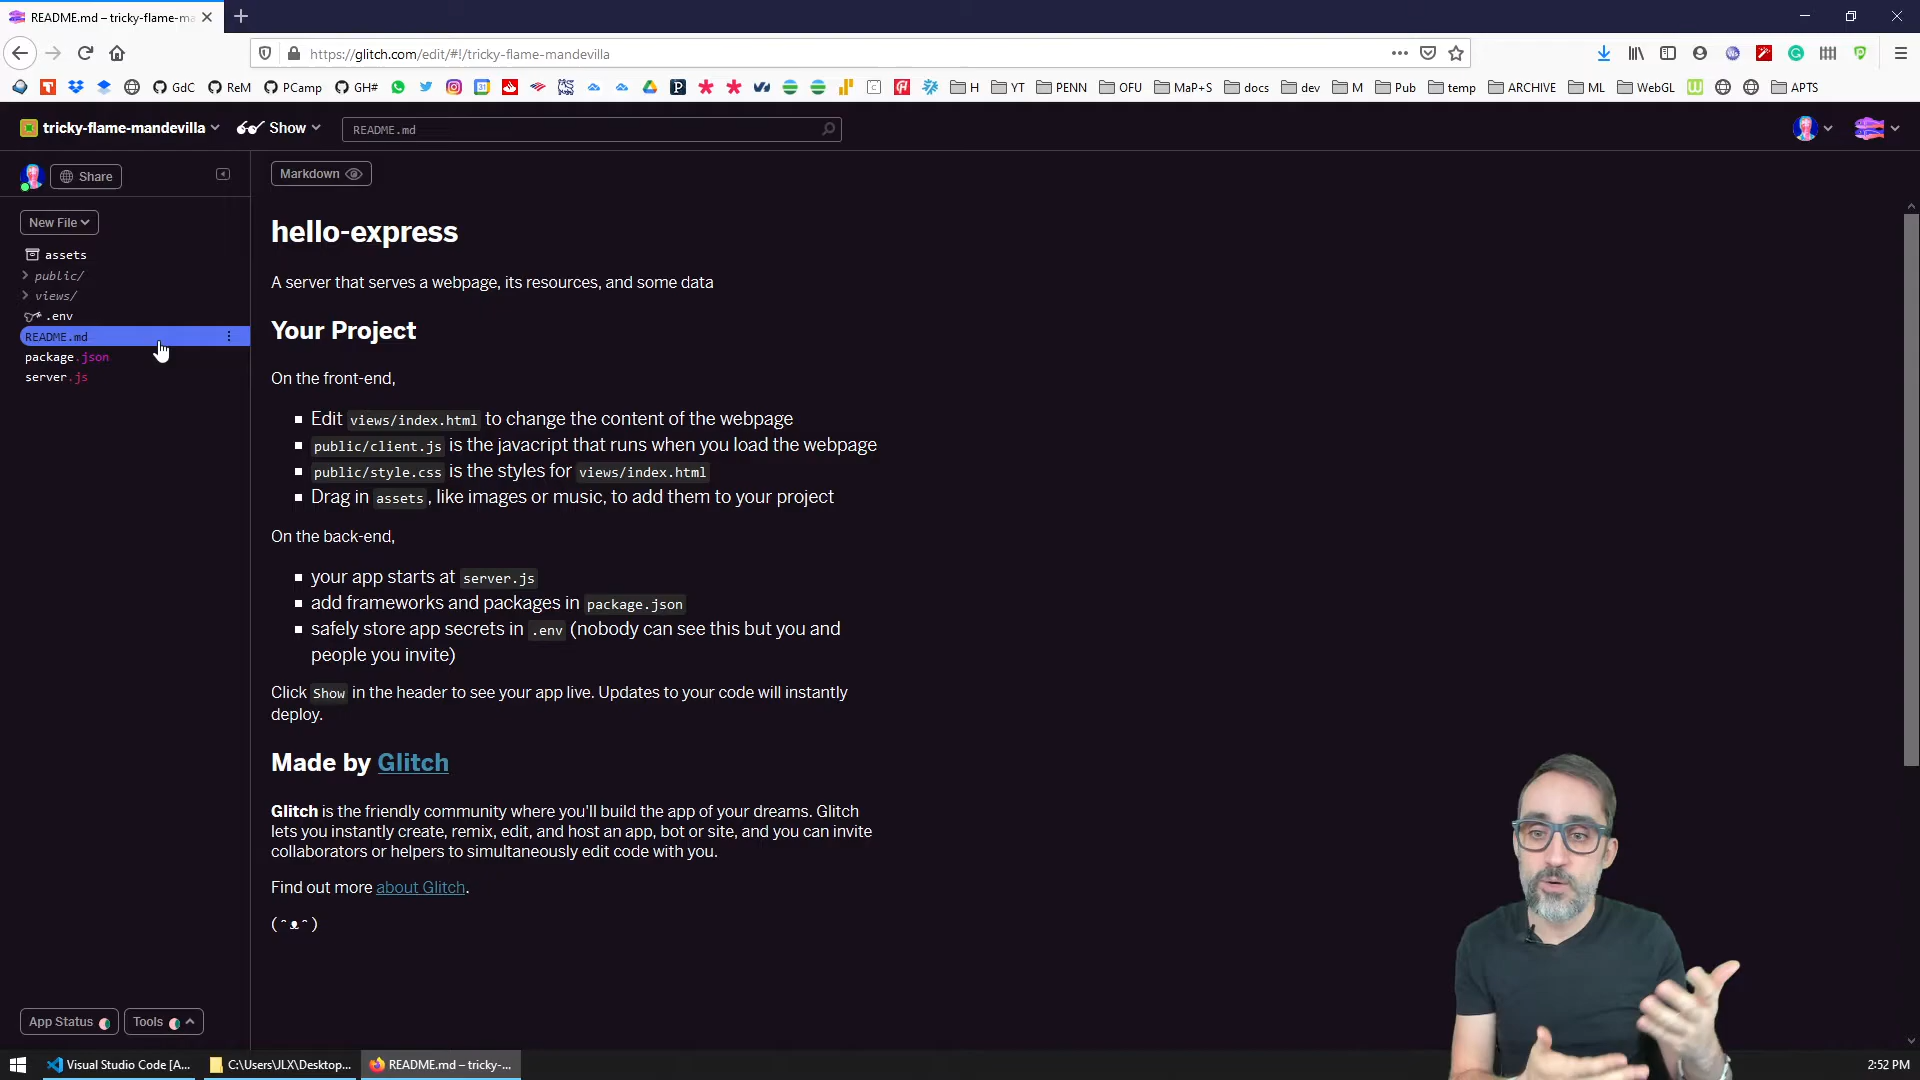 README.md – tricky-flame-ma
https://glitch.com/edit/#!/tricky-flame-mandevilla
GdC ReM PCamp GH# H YT PENN OFU MaP+S docs dev M Pub temp ARCHIVE ML WebGL APTS
tricky-flame-mandevilla Show README.md
Share
Markdown
New File
assets
public/
views/
.env
README.md
package.json
server.js
hello-express
A server that serves a webpage, its resources, and some data
Your Project
On the front-end,
Edit views/index.html to change the content of the webpage
public/client.js is the javacript that runs when you load the webpage
public/style.css is the styles for views/index.html
Drag in assets, like images or music, to add them to your project
On the back-end,
your app starts at server.js
add frameworks and packages in package.json
safely store app secrets in .env (nobody can see this but you and
people you invite)
Click Show in the header to see your app live. Updates to your code will instantly
deploy.
Made by Glitch
Glitch is the friendly community where you'll build the app of your dreams. Glitch
lets you instantly create, remix, edit, and host an app, bot or site, and you can invite
collaborators or helpers to simultaneously edit code with you.
Find out more about Glitch.
(ᵔᴥᵔ)
App Status Tools
Visual Studio Code [A... C:\Users\JLX\Desktop... README.md – tricky-... 2:52 PM